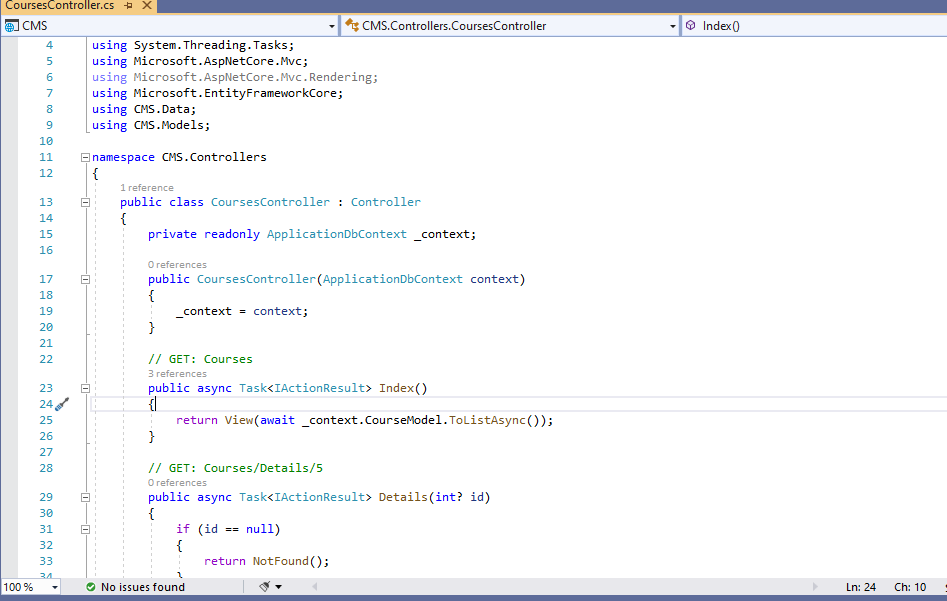 CoursesController.cs
CMS CMS.Controllers.CoursesController Index()
4 using System.Threading.Tasks;
5 using Microsoft.AspNetCore.Mvc;
6 using Microsoft.AspNetCore.Mvc.Rendering;
7 using Microsoft.EntityFrameworkCore;
8 using CMS.Data;
9 using CMS.Models;
10
11 namespace CMS.Controllers
12 {
1 reference
13 public class CoursesController : Controller
14 {
15 private readonly ApplicationDbContext _context;
16
0 references
17 public CoursesController(ApplicationDbContext context)
18 {
19 _context = context;
20 }
21
22 // GET: Courses
3 references
23 public async Task<IActionResult> Index()
24 {
25 return View(await _context.CourseModel.ToListAsync());
26 }
27
28 // GET: Courses/Details/5
0 references
29 public async Task<IActionResult> Details(int? id)
30 {
31 if (id == null)
32 {
33 return NotFound();
34 }
100 % No issues found Ln: 24 Ch: 10